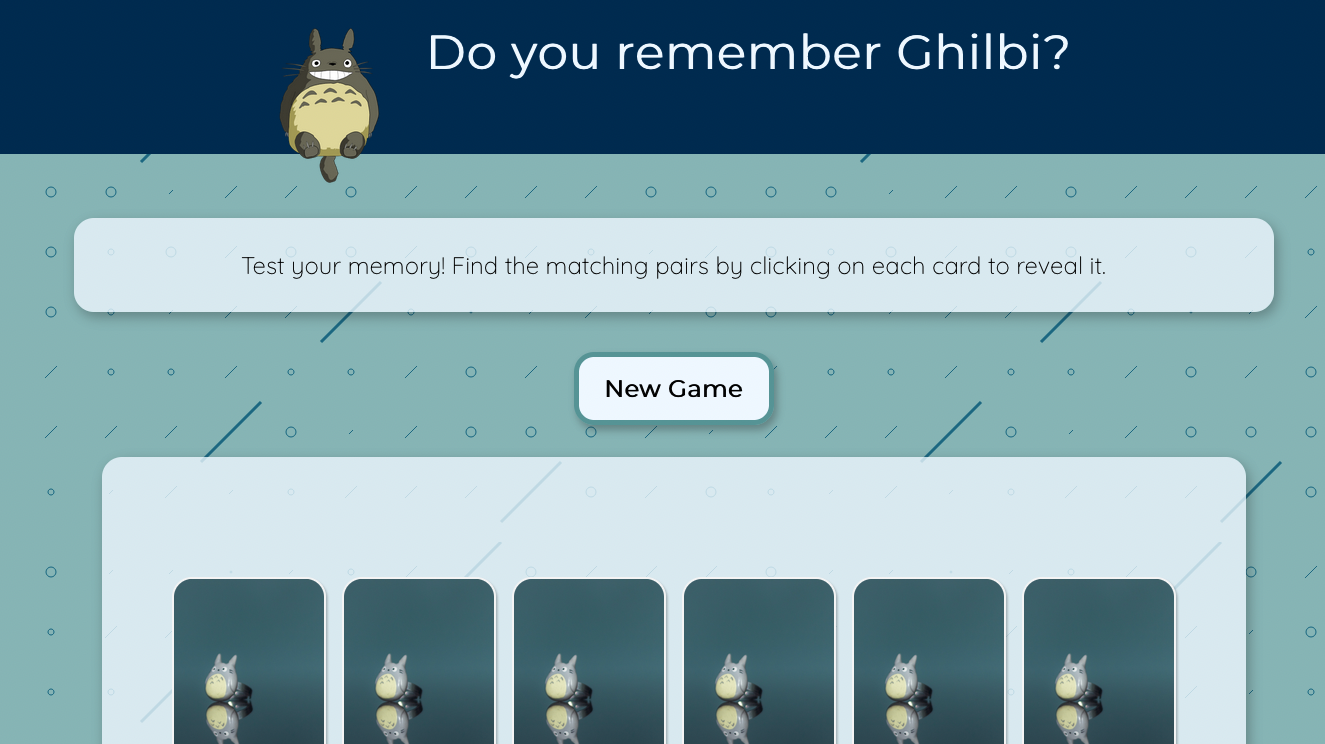 Do you remember Ghilbi?
Test your memory! Find the matching pairs by clicking on each card to reveal it.
New Game